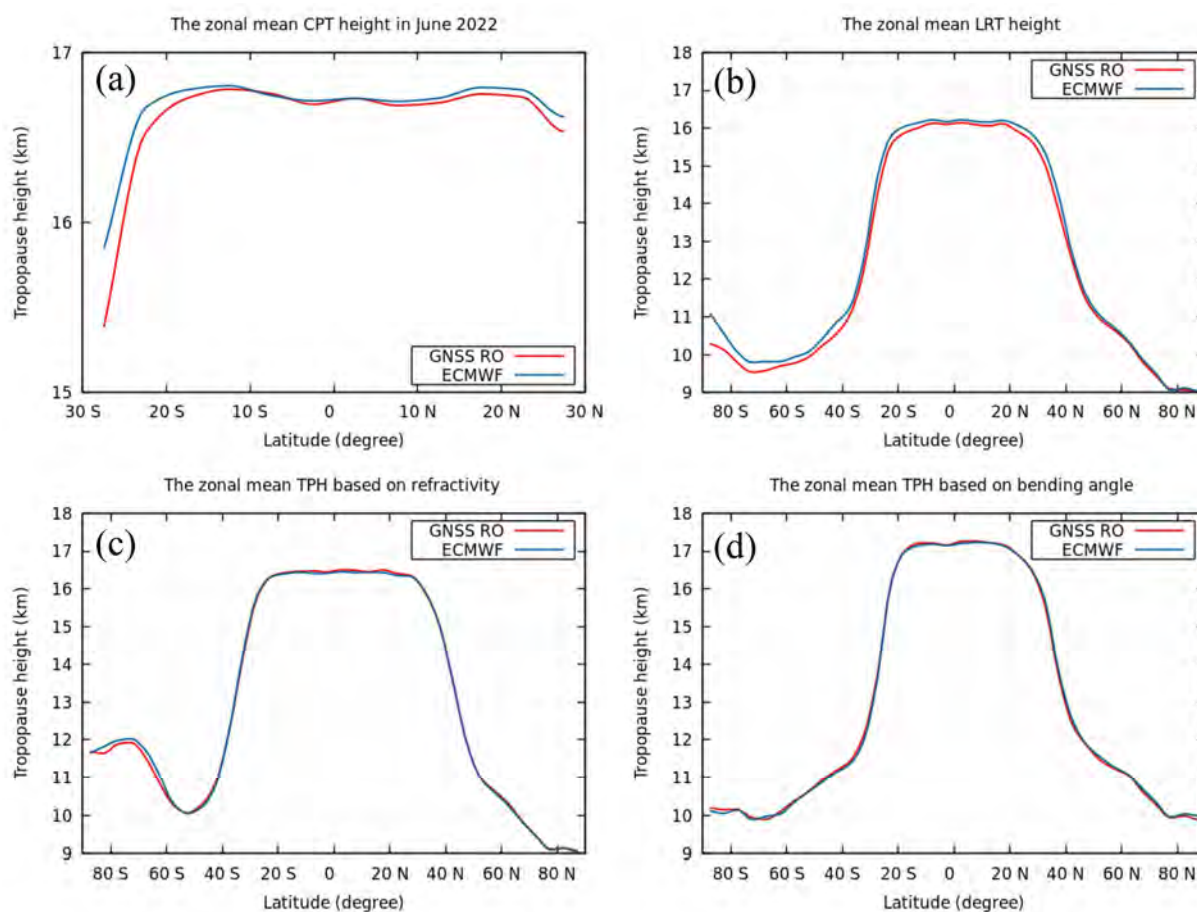 The zonal mean CPT height in June 2022
(a)
Tropopause height (km)
17
16
15
GNSS RO
ECMWF
30 S 20 S 10 S 0 10 N 20 N 30 N
Latitude (degree)
The zonal mean LRT height
(b)
Tropopause height (km)
18
17
16
15
14
13
12
11
10
9
GNSS RO
ECMWF
80 S 60 S 40 S 20 S 0 20 N 40 N 60 N 80 N
Latitude (degree)
The zonal mean TPH based on refractivity
(c)
Tropopause height (km)
18
17
16
15
14
13
12
11
10
9
GNSS RO
ECMWF
80 S 60 S 40 S 20 S 0 20 N 40 N 60 N 80 N
Latitude (degree)
The zonal mean TPH based on bending angle
(d)
Tropopause height (km)
18
17
16
15
14
13
12
11
10
9
GNSS RO
ECMWF
80 S 60 S 40 S 20 S 0 20 N 40 N 60 N 80 N
Latitude (degree)